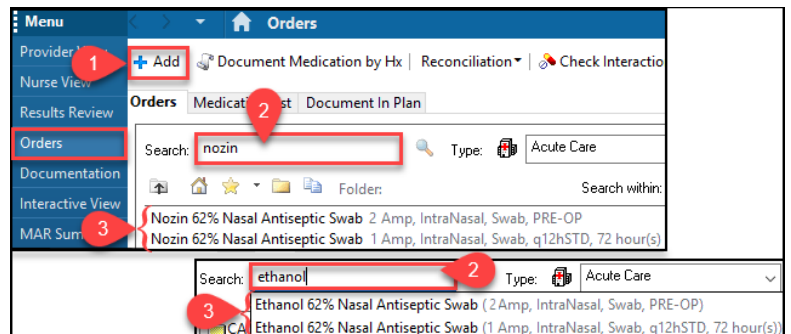 Menu
Orders
Provider
1
Add
Document Medication by Hx
Reconciliation
Check Interactio
Nurse View
Results Review
Orders
Document In Plan
2
Orders
Search:
nozin
Type:
Acute Care
Documentation
Folder:
Search within:
Interactive View
Nozin 62% Nasal Antiseptic Swab 2 Amp, IntraNasal, Swab, PRE-OP
MAR
3
Nozin 62% Nasal Antiseptic Swab 1 Amp, IntraNasal, Swab, q12hSTD, 72 hour(s)
Search:
ethanol
2
Type:
Acute Care
3
Ethanol 62% Nasal Antiseptic Swab (2 Amp, IntraNasal, Swab, PRE-OP)
CA
Ethanol 62% Nasal Antiseptic Swab (1 Amp, IntraNasal, Swab, q12hSTD, 72 hour(s))